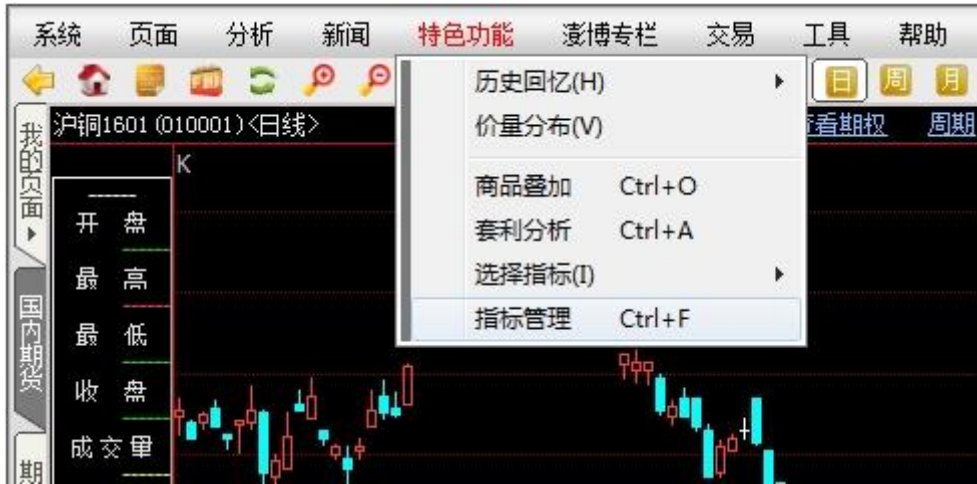 系统 页面 分析 新闻 特色功能 澎博专栏 交易 工具 帮助
日 周 月
沪铜1601(010001)<日线>
看期权 周期
K
历史回忆(H)
价量分布(V)
商品叠加 Ctrl+O
套利分析 Ctrl+A
选择指标(I)
指标管理 Ctrl+F
我的页面
国内期货
期
开盘
最高
最低
收盘
成交量